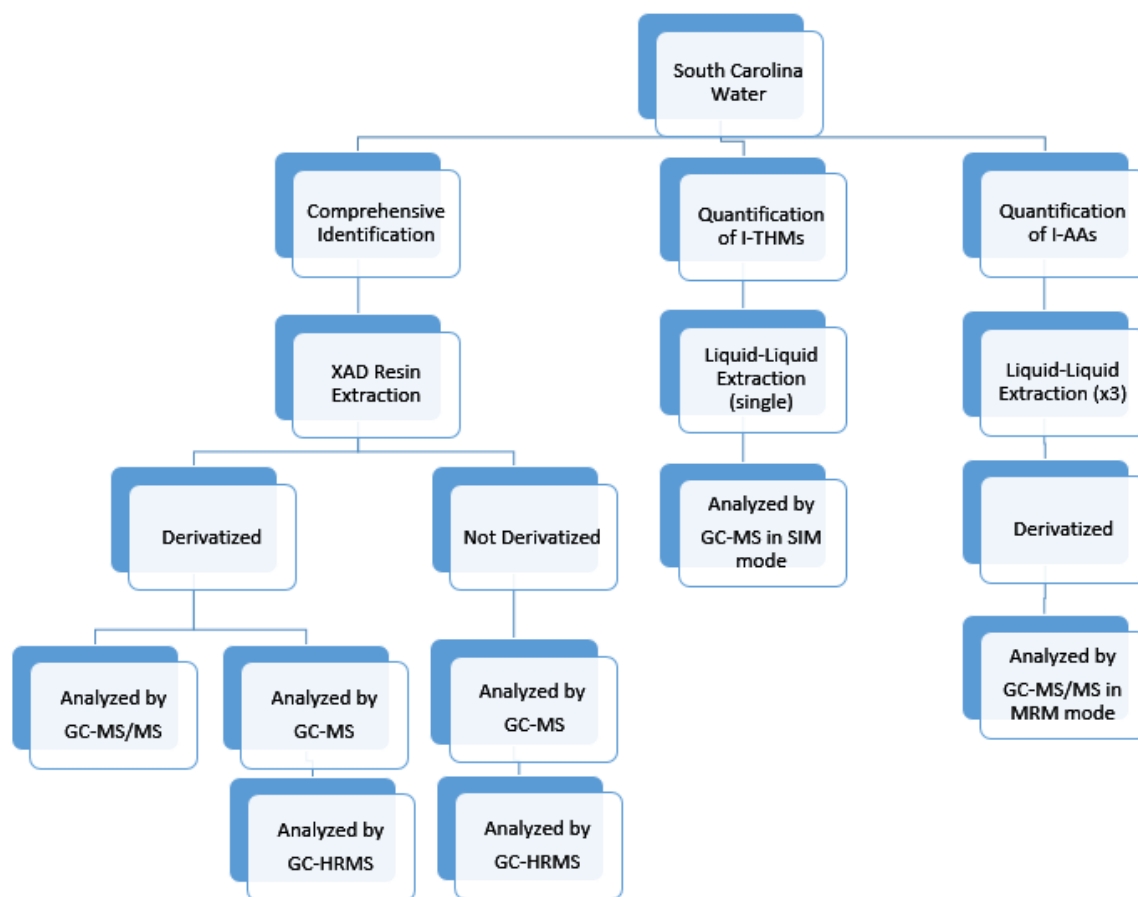 South Carolina
Water
Comprehensive
Identification
Quantification
of I-THMs
Quantification
of I-AAs
XAD Resin
Extraction
Liquid-Liquid
Extraction
(single)
Liquid-Liquid
Extraction (x3)
Derivatized
Not Derivatized
Analyzed by
GC-MS in SIM
mode
Derivatized
Analyzed by
GC-MS/MS
Analyzed by
GC-MS
Analyzed by
GC-MS
Analyzed by
GC-MS/MS in
MRM mode
Analyzed by
GC-HRMS
Analyzed by
GC-HRMS